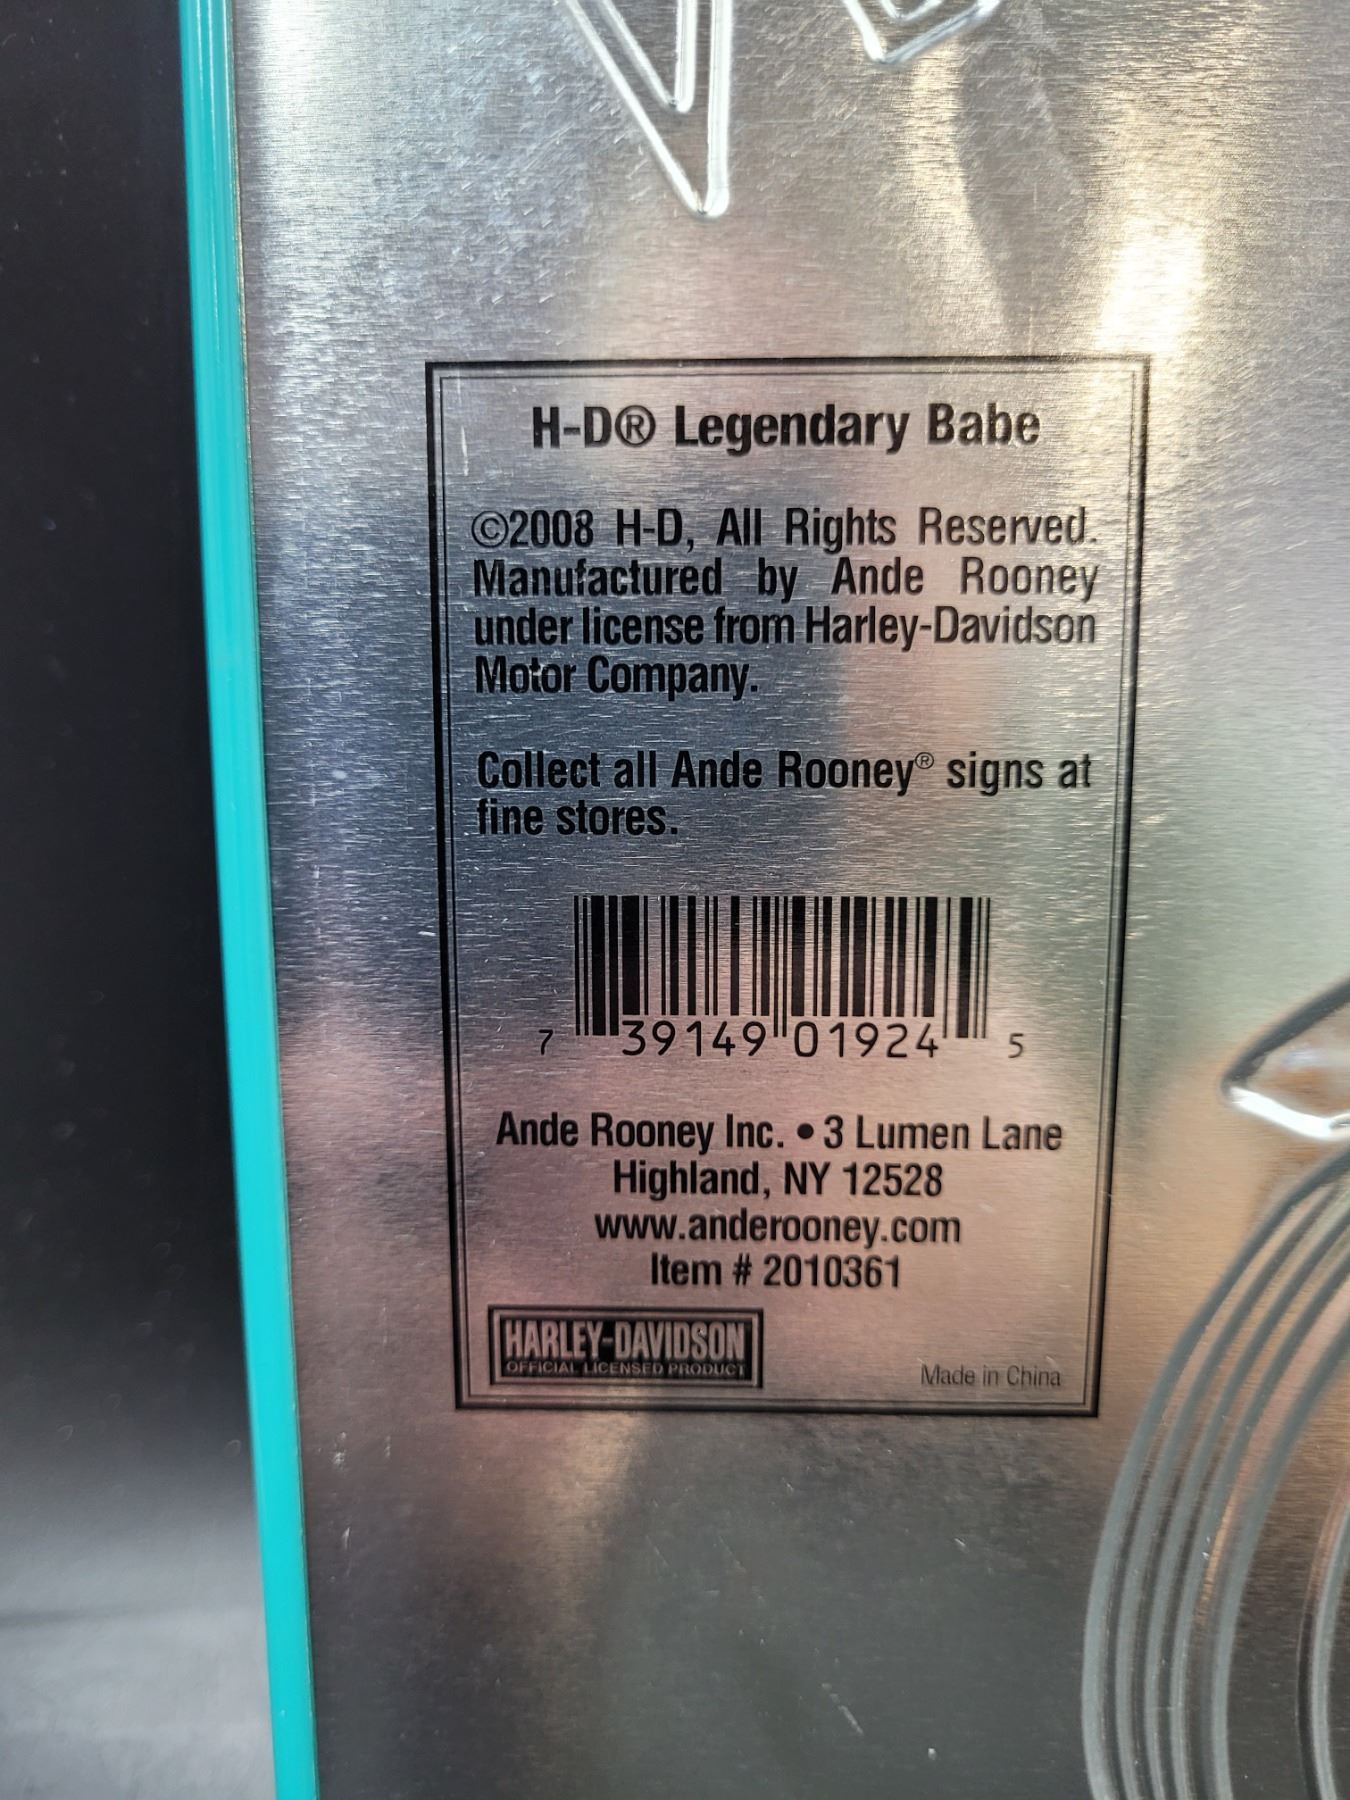 H-D® Legendary Babe
©2008 H-D, All Rights Reserved.
Manufactured by Ande Rooney
under license from Harley-Davidson
Motor Company.
Collect all Ande Rooney® signs at
fine stores.
7 39149 01924 5
Ande Rooney Inc. • 3 Lumen Lane
Highland, NY 12528
www.anderooney.com
Item # 2010361
HARLEY-DAVIDSON
OFFICIAL LICENSED PRODUCT
Made in China